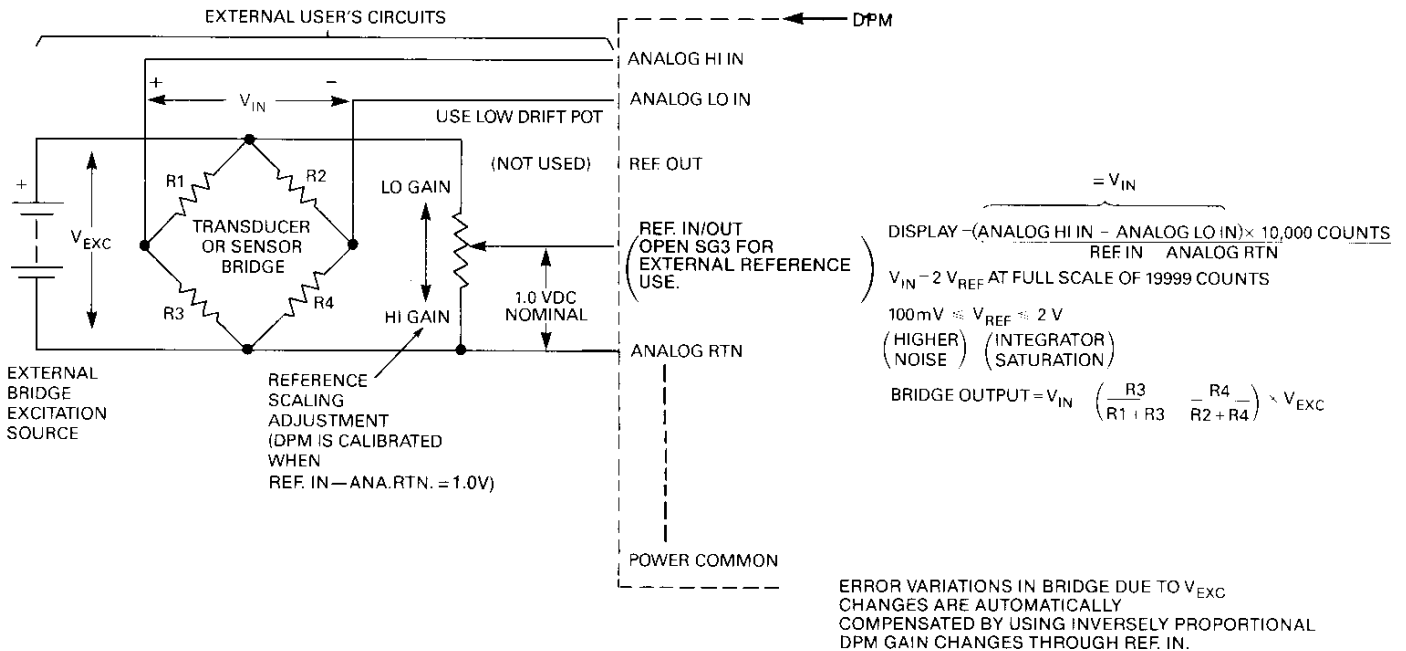 EXTERNAL USER'S CIRCUITS
DPM
ANALOG HI IN
+
−
V_IN
ANALOG LO IN
USE LOW DRIFT POT
(NOT USED)
REF. OUT
+
V_EXC
R1
R2
TRANSDUCER
OR SENSOR
BRIDGE
R3
R4
LO GAIN
HI GAIN
REF. IN/OUT
OPEN SG3 FOR
EXTERNAL REFERENCE
USE.
1.0 VDC
NOMINAL
ANALOG RTN
EXTERNAL
BRIDGE
EXCITATION
SOURCE
REFERENCE
SCALING
ADJUSTMENT
(DPM IS CALIBRATED
WHEN
REF. IN—ANA.RTN. = 1.0V)
POWER COMMON
= V_IN
DISPLAY -(ANALOG HI IN − ANALOG LO IN) × 10,000 COUNTS
REF. IN ANALOG RTN
V_IN - 2 V_REF AT FULL SCALE OF 19999 COUNTS
100mV ≤ V_REF ≤ 2 V
(HIGHER NOISE) (INTEGRATOR SATURATION)
BRIDGE OUTPUT = V_IN (R3 / R1 + R3 R4 / R2 + R4) × V_EXC
ERROR VARIATIONS IN BRIDGE DUE TO V_EXC
CHANGES ARE AUTOMATICALLY
COMPENSATED BY USING INVERSELY PROPORTIONAL
DPM GAIN CHANGES THROUGH REF. IN.